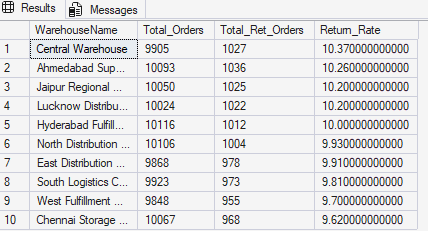 Results Messages
WarehouseName Total_Orders Total_Ret_Orders Return_Rate
1 Central Warehouse 9905 1027 10.370000000000
2 Ahmedabad Sup... 10093 1036 10.260000000000
3 Jaipur Regional ... 10050 1025 10.200000000000
4 Lucknow Distribu... 10024 1022 10.200000000000
5 Hyderabad Fulfill... 10116 1012 10.000000000000
6 North Distribution ... 10106 1004 9.930000000000
7 East Distribution ... 9868 978 9.910000000000
8 South Logistics C... 9923 973 9.810000000000
9 West Fulfillment ... 9848 955 9.700000000000
10 Chennai Storage ... 10067 968 9.620000000000